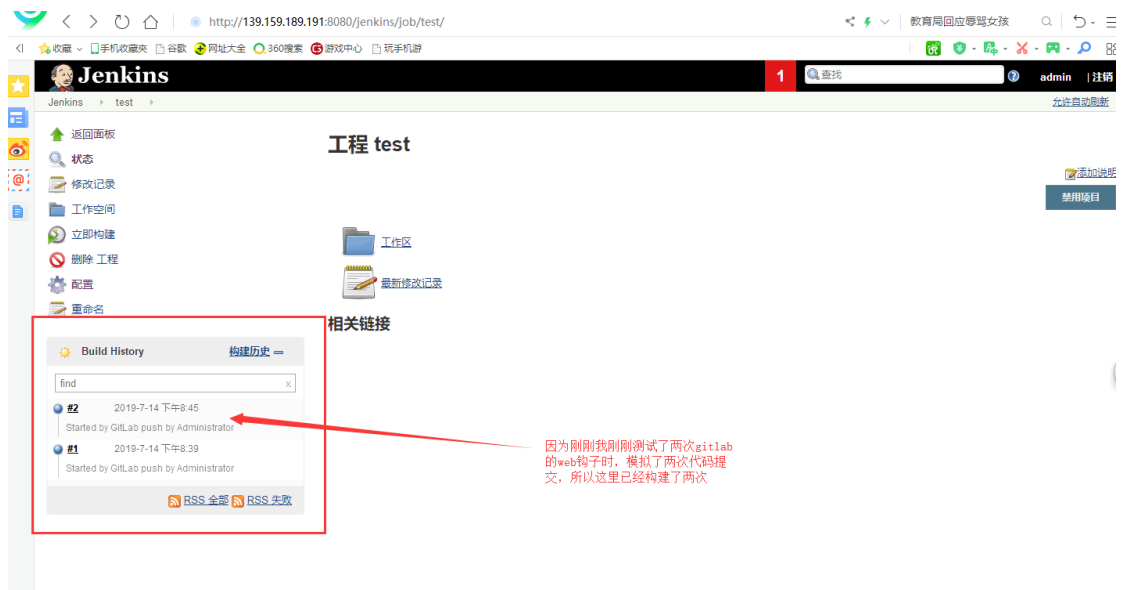 http://139.159.189.191:8080/jenkins/job/test/
教育局回应辱骂女孩
收藏 手机收藏夹 谷歌 网址大全 360搜索 游戏中心 玩手机游
Jenkins
1
查找
admin | 注销
Jenkins test
允许自动刷新
返回面板
状态
修改记录
工作空间
立即构建
删除 工程
配置
重命名
工程 test
添加说明
禁用项目
工作区
最新修改记录
相关链接
Build History 构建历史
find x
#2 2019-7-14 下午8:45
Started by GitLab push by Administrator
#1 2019-7-14 下午8:39
Started by GitLab push by Administrator
RSS 全部 RSS 失败
因为刚刚我刚刚测试了两次gitlab
的web钩子时，模拟了两次代码提
交，所以这里已经构建了两次